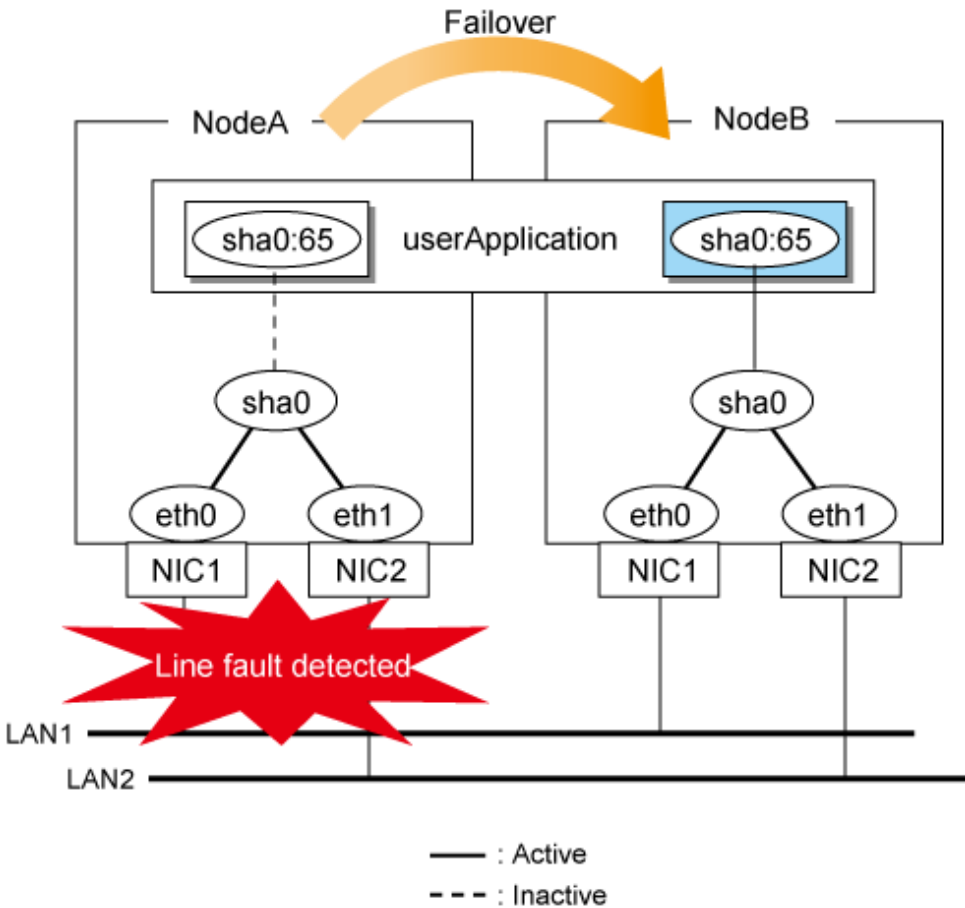 Failover
NodeA
NodeB
sha0:65
userApplication
sha0:65
sha0
sha0
eth0
eth1
eth0
eth1
NIC1
NIC2
NIC1
NIC2
Line fault detected
LAN1
LAN2
: Active
: Inactive